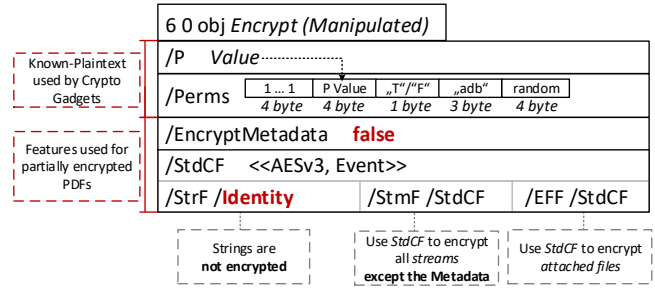 6 0 obj Encrypt (Manipulated)
/P Value
Known-Plaintext
used by Crypto
Gadgets
/Perms 1 ... 1 P Value „T"/"F" „adb" random
4 byte 4 byte 1 byte 3 byte 4 byte
Features used for
partially encrypted
PDFs
/EncryptMetadata false
/StdCF <<AESv3, Event>>
/StrF /Identity /StmF /StdCF /EFF /StdCF
Strings are
not encrypted
Use StdCF to encrypt
all streams
except the Metadata
Use StdCF to encrypt
attached files